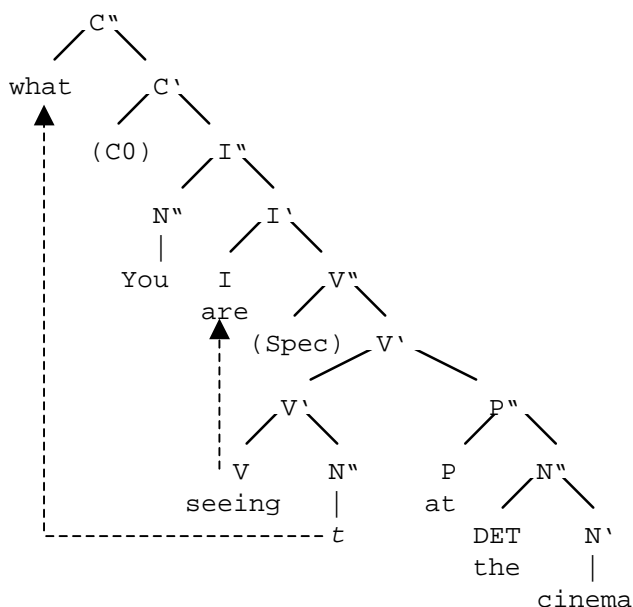 C“
what C‘
(C0) I“
N“ I‘
You I V“
are
(Spec) V‘
V‘ P“
V N“ P N“
seeing at
t DET N‘
the
cinema